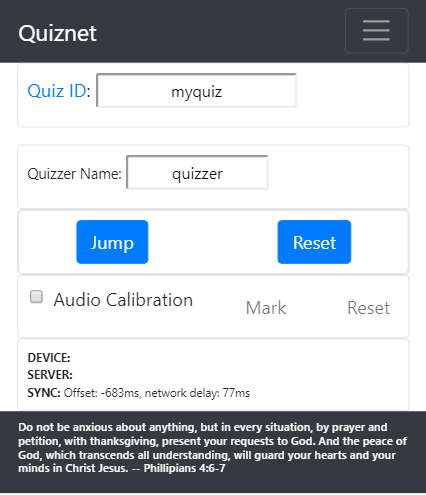 Quiznet
Quiz ID: myquiz
Quizzer Name: quizzer
Jump Reset
Audio Calibration Mark Reset
DEVICE:
SERVER:
SYNC: Offset: -683ms, network delay: 77ms
Do not be anxious about anything, but in every situation, by prayer and
petition, with thanksgiving, present your requests to God. And the peace of
God, which transcends all understanding, will guard your hearts and your
minds in Christ Jesus. -- Phillipians 4:6-7